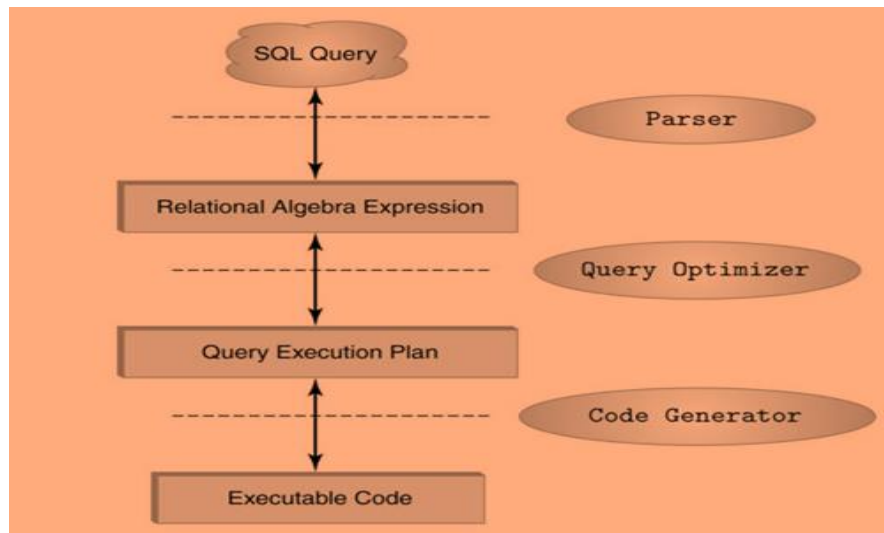 SQL Query
Parser
Relational Algebra Expression
Query Optimizer
Query Execution Plan
Code Generator
Executable Code